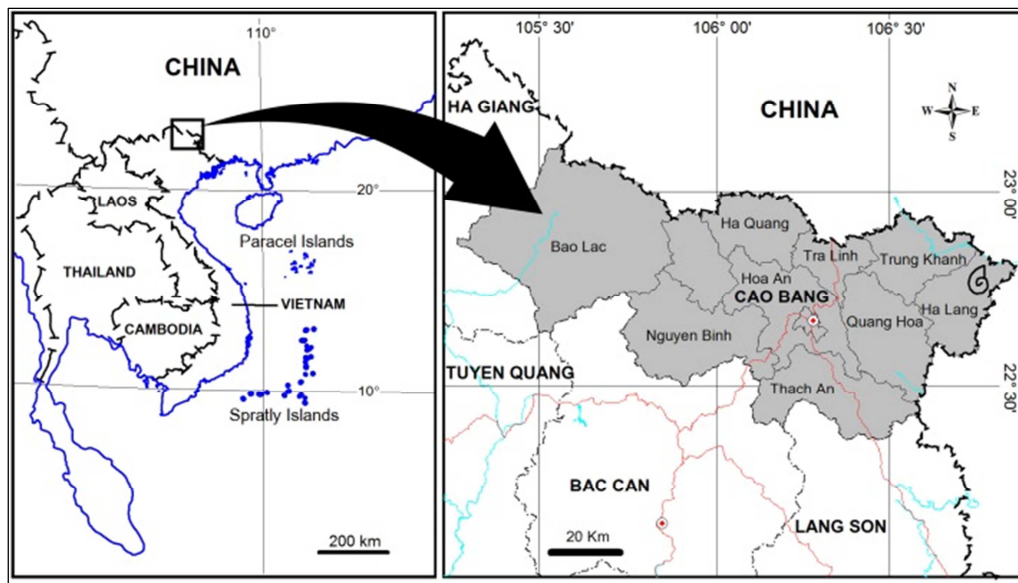 110°
CHINA
20°
LAOS
Paracel Islands
THAILAND
VIETNAM
CAMBODIA
10°
Spratly Islands
200 km
105° 30'
106° 00'
106° 30'
HA GIANG
CHINA
N
W
E
S
23° 00'
Ha Quang
Bao Lac
Tra Linh
Trung Khanh
Hoa An
CAO BANG
Ha Lang
Nguyen Binh
Quang Hoa
TUYEN QUANG
Thach An
22° 30'
BAC CAN
LANG SON
20 Km